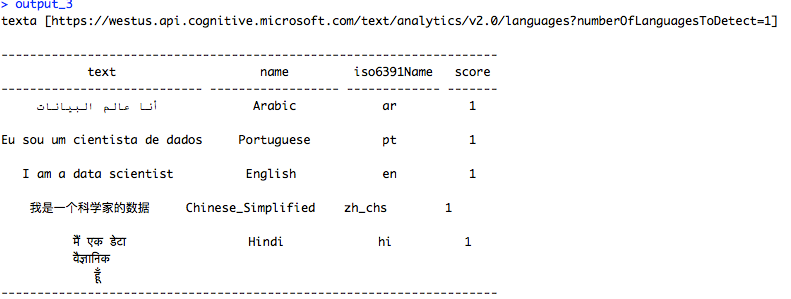 > output_3
texta [https://westus.api.cognitive.microsoft.com/text/analytics/v2.0/languages?numberOfLanguagesToDetect=1]
text name iso6391Name score
أنا عالم البيانات Arabic ar 1
Eu sou um cientista de dados Portuguese pt 1
I am a data scientist English en 1
我是一个科学家的数据 Chinese_Simplified zh_chs 1
मैं एक डेटा Hindi hi 1
वैज्ञानिक
हूँ